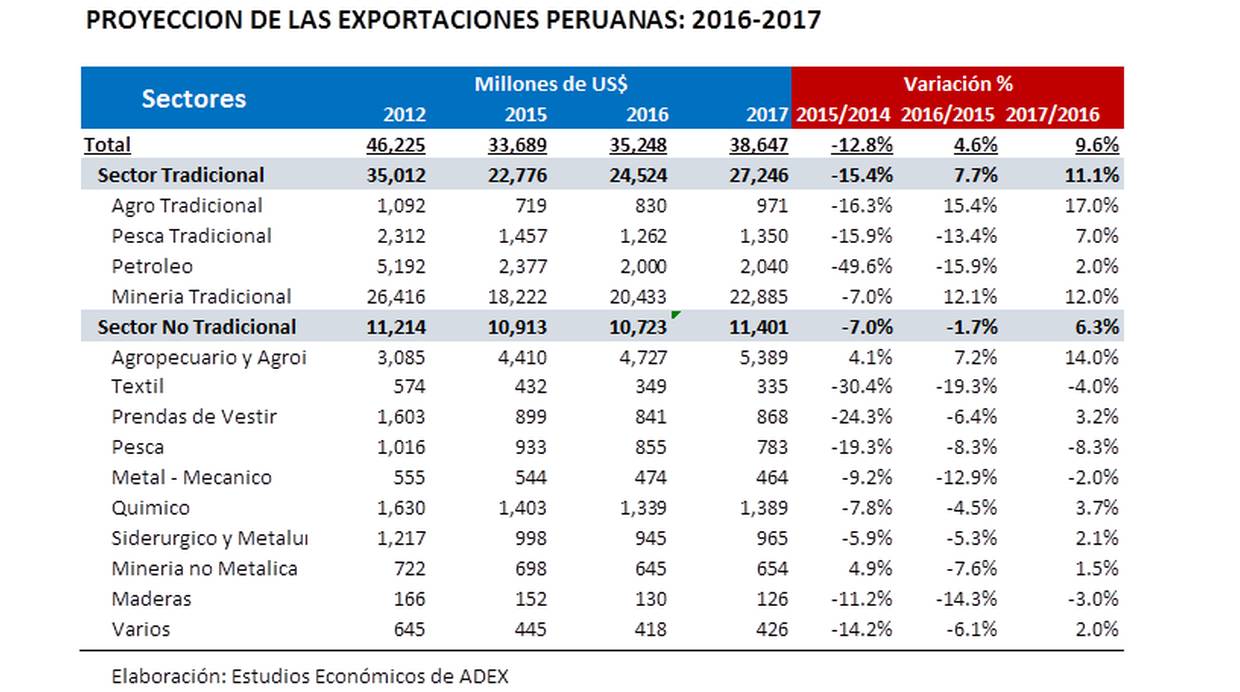 PROYECCION DE LAS EXPORTACIONES PERUANAS: 2016-2017
Sectores Millones de US$ Variación %
2012 2015 2016 2017 2015/2014 2016/2015 2017/2016
Total 46,225 33,689 35,248 38,647 -12.8% 4.6% 9.6%
Sector Tradicional 35,012 22,776 24,524 27,246 -15.4% 7.7% 11.1%
Agro Tradicional 1,092 719 830 971 -16.3% 15.4% 17.0%
Pesca Tradicional 2,312 1,457 1,262 1,350 -15.9% -13.4% 7.0%
Petroleo 5,192 2,377 2,000 2,040 -49.6% -15.9% 2.0%
Mineria Tradicional 26,416 18,222 20,433 22,885 -7.0% 12.1% 12.0%
Sector No Tradicional 11,214 10,913 10,723 11,401 -7.0% -1.7% 6.3%
Agropecuario y Agroi 3,085 4,410 4,727 5,389 4.1% 7.2% 14.0%
Textil 574 432 349 335 -30.4% -19.3% -4.0%
Prendas de Vestir 1,603 899 841 868 -24.3% -6.4% 3.2%
Pesca 1,016 933 855 783 -19.3% -8.3% -8.3%
Metal - Mecanico 555 544 474 464 -9.2% -12.9% -2.0%
Quimico 1,630 1,403 1,339 1,389 -7.8% -4.5% 3.7%
Siderurgico y Metalu 1,217 998 945 965 -5.9% -5.3% 2.1%
Mineria no Metalica 722 698 645 654 4.9% -7.6% 1.5%
Maderas 166 152 130 126 -11.2% -14.3% -3.0%
Varios 645 445 418 426 -14.2% -6.1% 2.0%
Elaboración: Estudios Económicos de ADEX